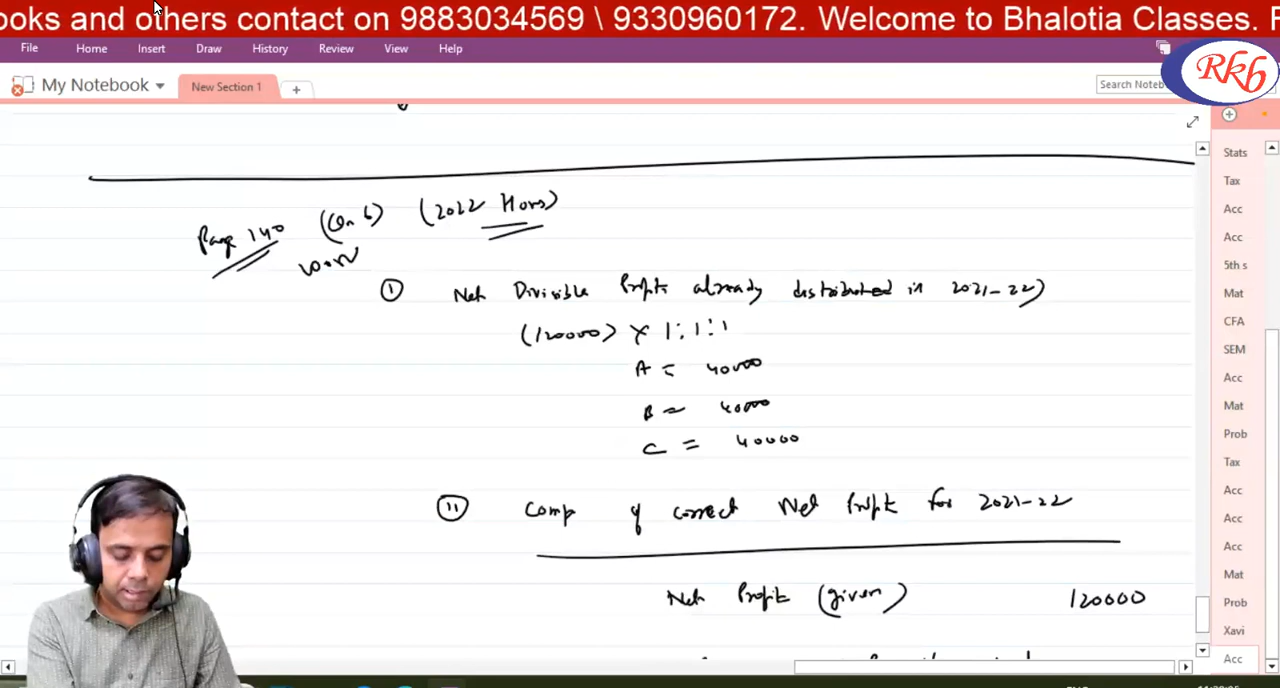 ooks and others contact on 9883034569 \ 9330960172. Welcome to Bhalotia Classes. F
File Home Insert Draw History Review View Help
My Notebook New Section 1 +
Search Noteb
Rkb
Stats
Tax
Acc
Acc
5th s
Mat
CFA
SEM
Acc
Mat
Prob
Tax
Acc
Acc
Acc
Mat
Prob
Xavi
Acc
Page 140 (Qn 6) (2022 Hons)
10m
(I) Net Divisible Profits already distributed in 2021-22)
(120000) x 1:1:1
A = 40000
B = 40000
C = 40000
(II) Comp of correct Net Profit for 2021-22
Net Profit (given) 120000